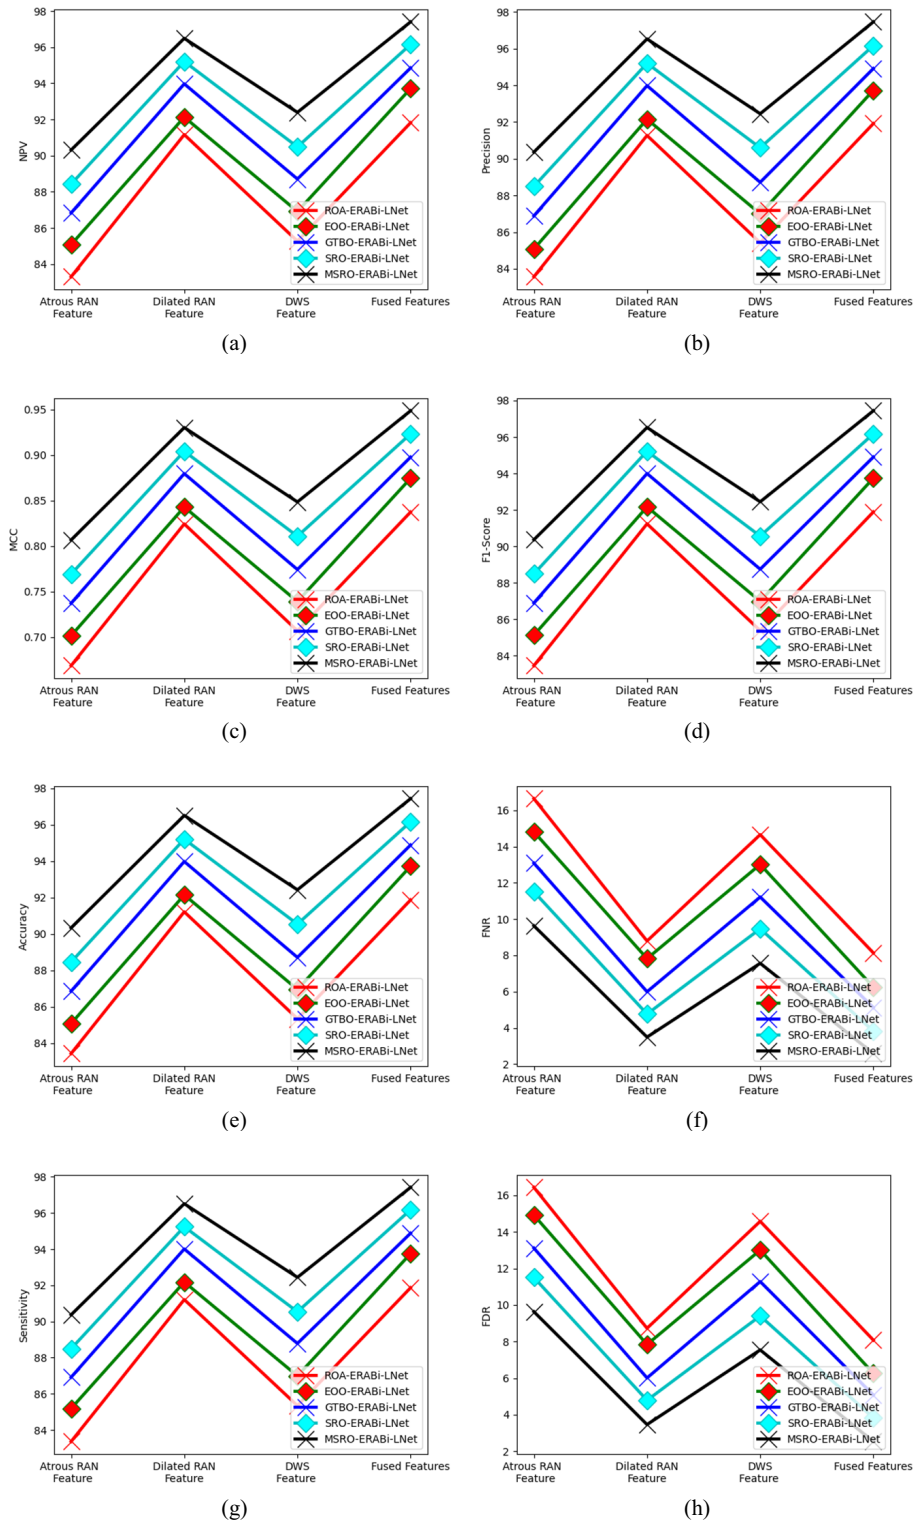 98
96
94
92
90
88
86
84
NPV
ROA-ERABi-LNet
EOO-ERABi-LNet
GTBO-ERABi-LNet
SRO-ERABi-LNet
MSRO-ERABi-LNet
Atrous RAN Feature
Dilated RAN Feature
DWS Feature
Fused Features
(a)
98
96
94
92
90
88
86
84
Precision
ROA-ERABi-LNet
EOO-ERABi-LNet
GTBO-ERABi-LNet
SRO-ERABi-LNet
MSRO-ERABi-LNet
Atrous RAN Feature
Dilated RAN Feature
DWS Feature
Fused Features
(b)
0.95
0.90
0.85
0.80
0.75
0.70
MCC
ROA-ERABi-LNet
EOO-ERABi-LNet
GTBO-ERABi-LNet
SRO-ERABi-LNet
MSRO-ERABi-LNet
Atrous RAN Feature
Dilated RAN Feature
DWS Feature
Fused Features
(c)
98
96
94
92
90
88
86
84
F1-Score
ROA-ERABi-LNet
EOO-ERABi-LNet
GTBO-ERABi-LNet
SRO-ERABi-LNet
MSRO-ERABi-LNet
Atrous RAN Feature
Dilated RAN Feature
DWS Feature
Fused Features
(d)
98
96
94
92
90
88
86
84
Accuracy
ROA-ERABi-LNet
EOO-ERABi-LNet
GTBO-ERABi-LNet
SRO-ERABi-LNet
MSRO-ERABi-LNet
Atrous RAN Feature
Dilated RAN Feature
DWS Feature
Fused Features
(e)
16
14
12
10
8
6
4
2
FNR
ROA-ERABi-LNet
EOO-ERABi-LNet
GTBO-ERABi-LNet
SRO-ERABi-LNet
MSRO-ERABi-LNet
Atrous RAN Feature
Dilated RAN Feature
DWS Feature
Fused Features
(f)
98
96
94
92
90
88
86
84
Sensitivity
ROA-ERABi-LNet
EOO-ERABi-LNet
GTBO-ERABi-LNet
SRO-ERABi-LNet
MSRO-ERABi-LNet
Atrous RAN Feature
Dilated RAN Feature
DWS Feature
Fused Features
(g)
16
14
12
10
8
6
4
2
FDR
ROA-ERABi-LNet
EOO-ERABi-LNet
GTBO-ERABi-LNet
SRO-ERABi-LNet
MSRO-ERABi-LNet
Atrous RAN Feature
Dilated RAN Feature
DWS Feature
Fused Features
(h)